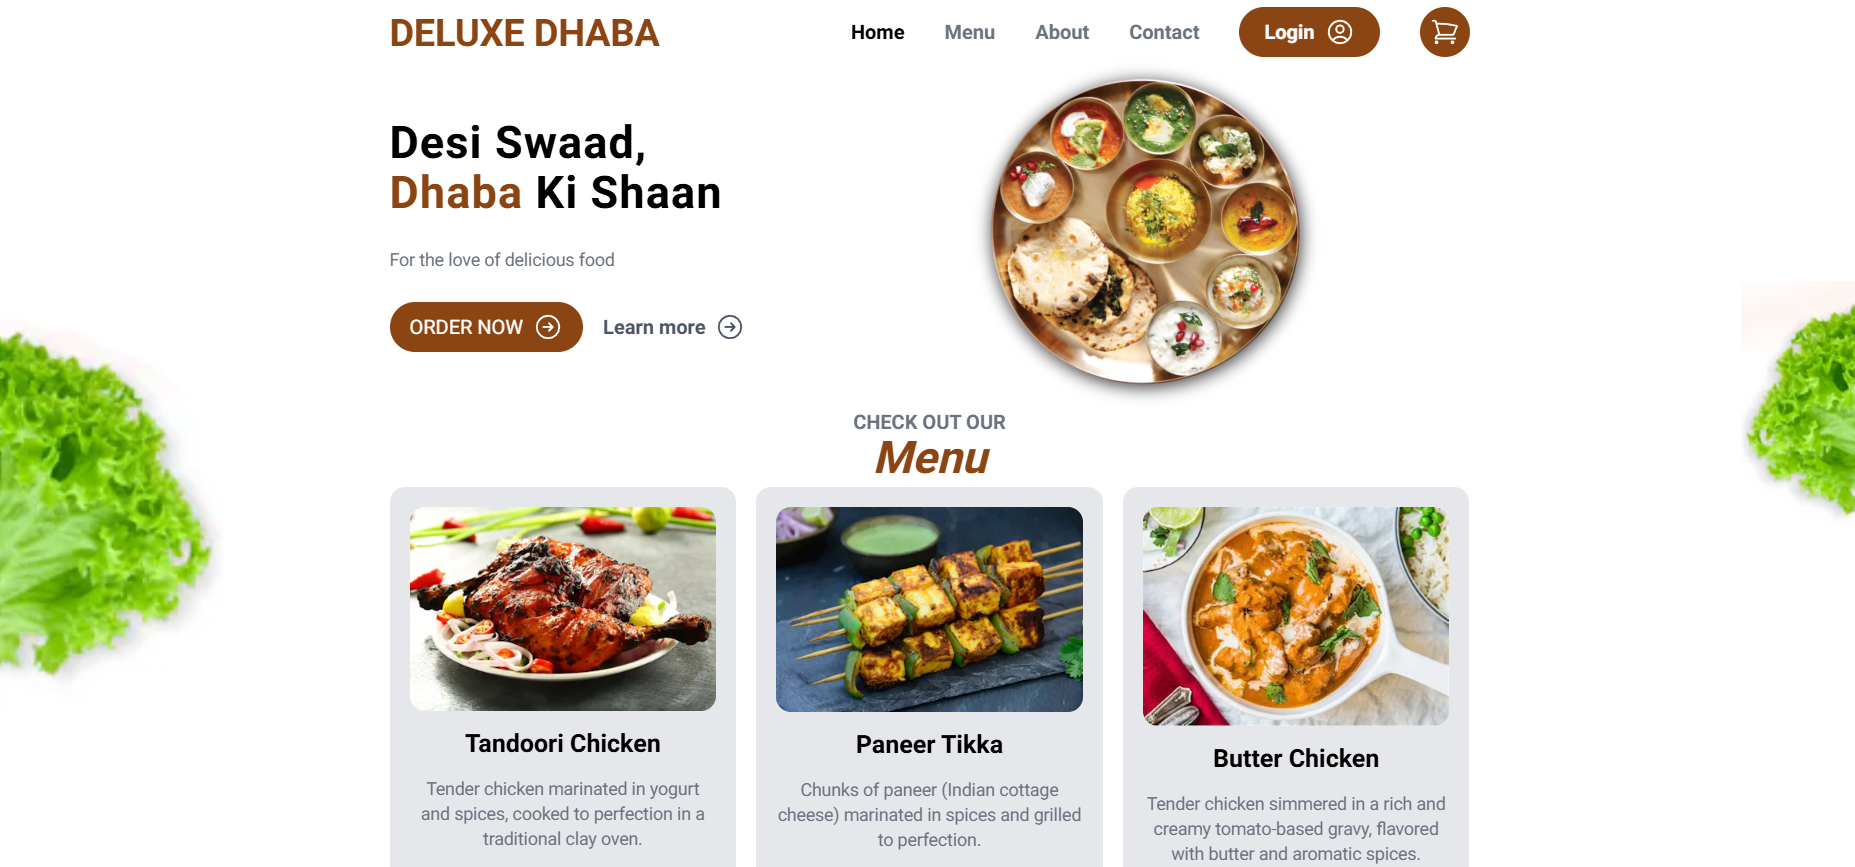 DELUXE DHABA
Home
Menu
About
Contact
Login
Desi Swaad,
Dhaba Ki Shaan
For the love of delicious food
ORDER NOW
Learn more
CHECK OUT OUR
Menu
Tandoori Chicken
Tender chicken marinated in yogurt
and spices, cooked to perfection in a
traditional clay oven.
Paneer Tikka
Chunks of paneer (Indian cottage
cheese) marinated in spices and grilled
to perfection.
Butter Chicken
Tender chicken simmered in a rich and
creamy tomato-based gravy, flavored
with butter and aromatic spices.